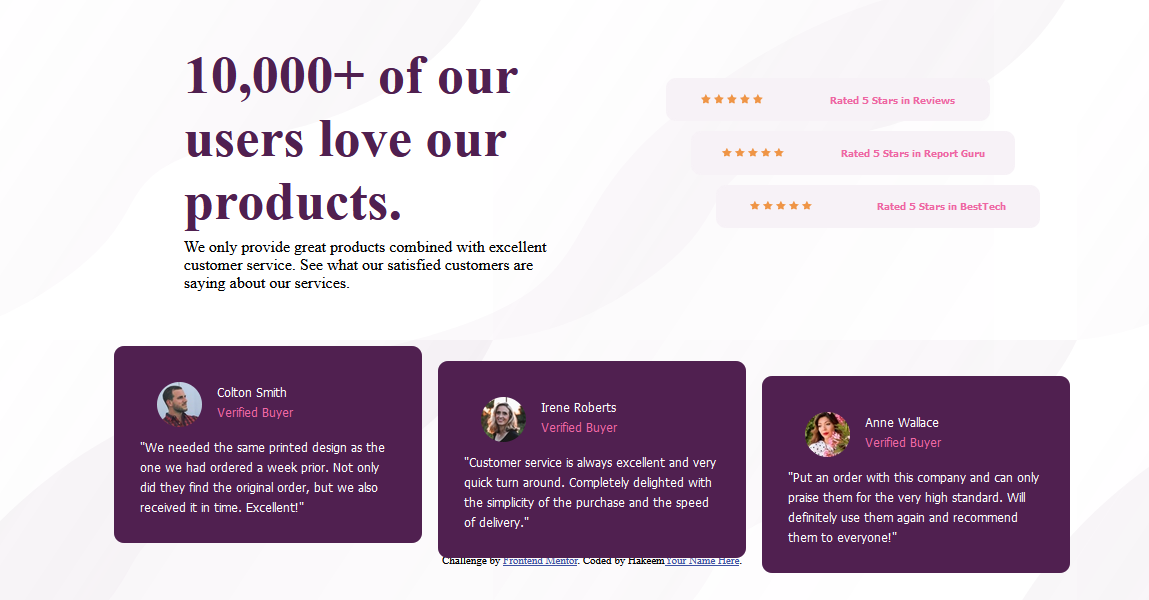 10,000+ of our
users love our
products.
We only provide great products combined with excellent
customer service. See what our satisfied customers are
saying about our services.
Rated 5 Stars in Reviews
Rated 5 Stars in Report Guru
Rated 5 Stars in BestTech
Colton Smith
Verified Buyer
"We needed the same printed design as the
one we had ordered a week prior. Not only
did they find the original order, but we also
received it in time. Excellent!"
Irene Roberts
Verified Buyer
"Customer service is always excellent and very
quick turn around. Completely delighted with
the simplicity of the purchase and the speed
of delivery."
Anne Wallace
Verified Buyer
"Put an order with this company and can only
praise them for the very high standard. Will
definitely use them again and recommend
them to everyone!"
Challenge by Frontend Mentor. Coded by HakeemYour Name Here.